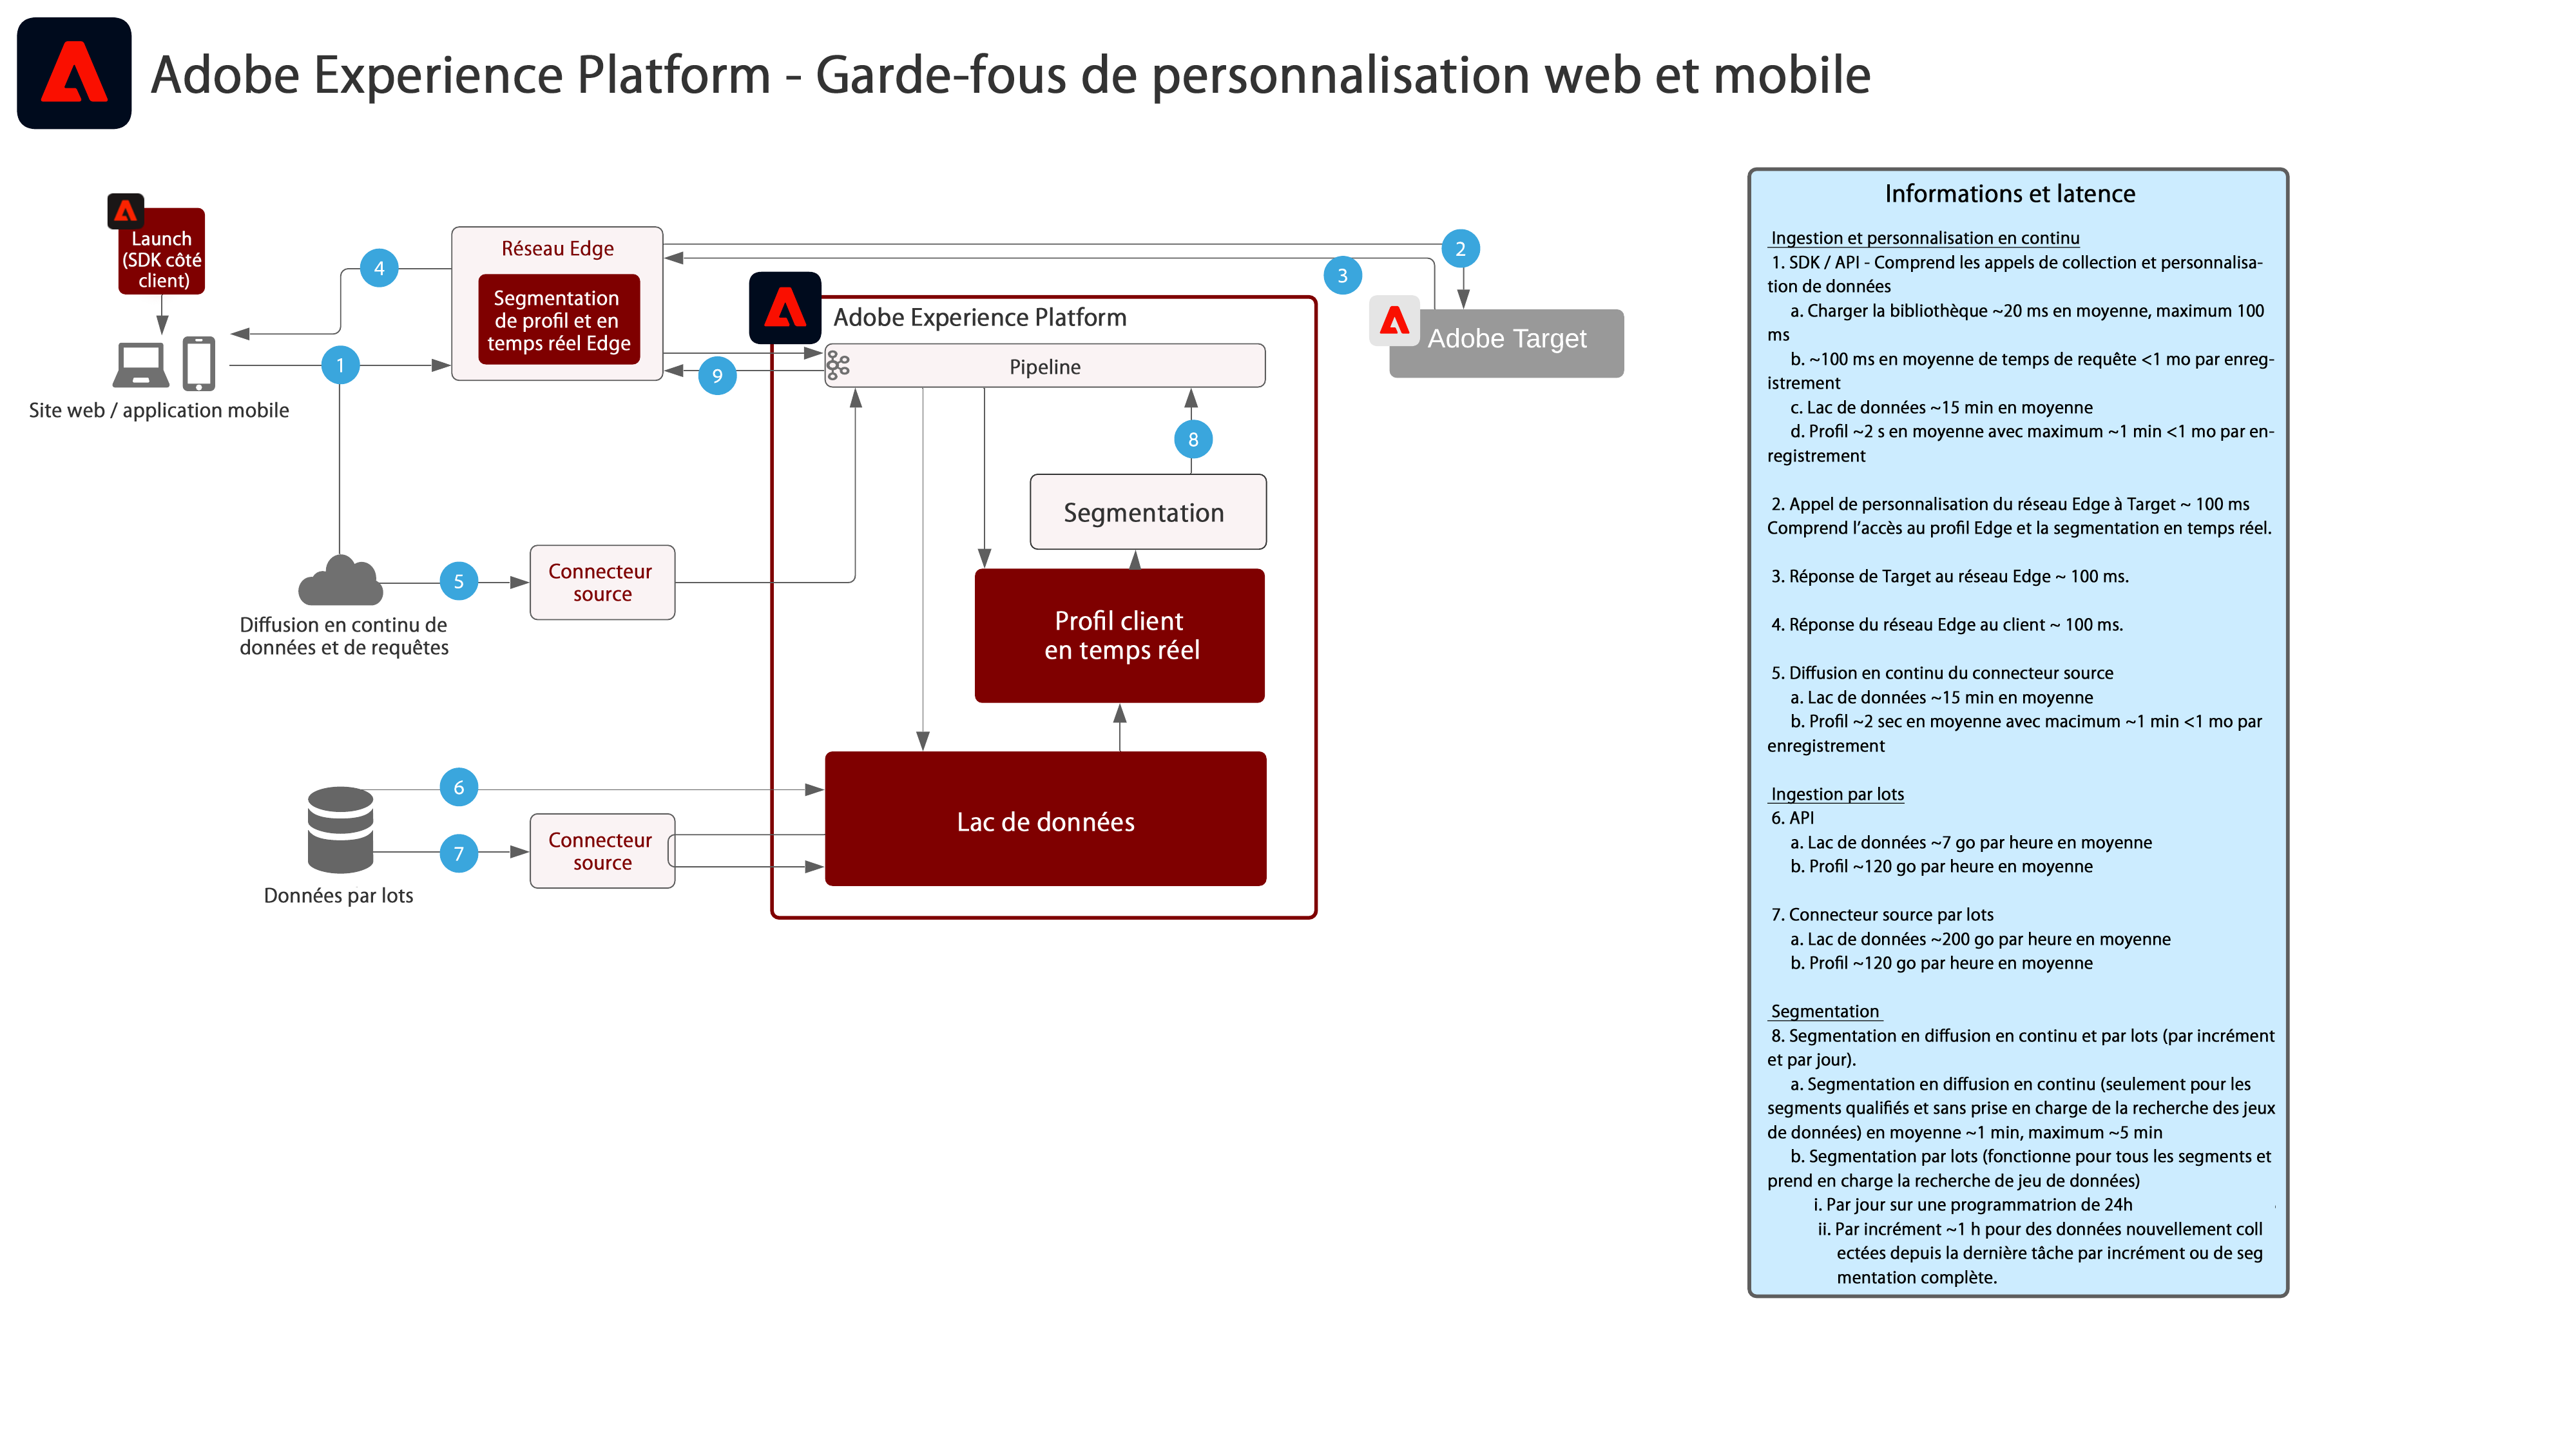 Adobe Experience Platform - Garde-fous de personnalisation web et mobile
Launch
(SDK côté
client)
Site web / application mobile
4
1
Réseau Edge
Segmentation
de profil et en
temps réel Edge
9
2
3
Adobe Target
Adobe Experience Platform
Pipeline
8
Segmentation
Profil client
en temps réel
Lac de données
5
Connecteur
source
Diffusion en continu de
données et de requêtes
6
7
Connecteur
source
Données par lots
Informations et latence
Ingestion et personnalisation en continu
1. SDK / API - Comprend les appels de collection et personnalisa-
tion de données
a. Charger la bibliothèque ~20 ms en moyenne, maximum 100
ms
b. ~100 ms en moyenne de temps de requête <1 mo par enreg-
istrement
c. Lac de données ~15 min en moyenne
d. Profil ~2 s en moyenne avec maximum ~1 min <1 mo par en-
registrement
2. Appel de personnalisation du réseau Edge à Target ~ 100 ms
Comprend l'accès au profil Edge et la segmentation en temps réel.
3. Réponse de Target au réseau Edge ~ 100 ms.
4. Réponse du réseau Edge au client ~ 100 ms.
5. Diffusion en continu du connecteur source
a. Lac de données ~15 min en moyenne
b. Profil ~2 sec en moyenne avec macimum ~1 min <1 mo par
enregistrement
Ingestion par lots
6. API
a. Lac de données ~7 go par heure en moyenne
b. Profil ~120 go par heure en moyenne
7. Connecteur source par lots
a. Lac de données ~200 go par heure en moyenne
b. Profil ~120 go par heure en moyenne
Segmentation
8. Segmentation en diffusion en continu et par lots (par incrément
et par jour).
a. Segmentation en diffusion en continu (seulement pour les
segments qualifiés et sans prise en charge de la recherche des jeux
de données) en moyenne ~1 min, maximum ~5 min
b. Segmentation par lots (fonctionne pour tous les segments et
prend en charge la recherche de jeu de données)
i. Par jour sur une programmatrion de 24h
ii. Par incrément ~1 h pour des données nouvellement coll
ectées depuis la dernière tâche par incrément ou de seg
mentation complète.